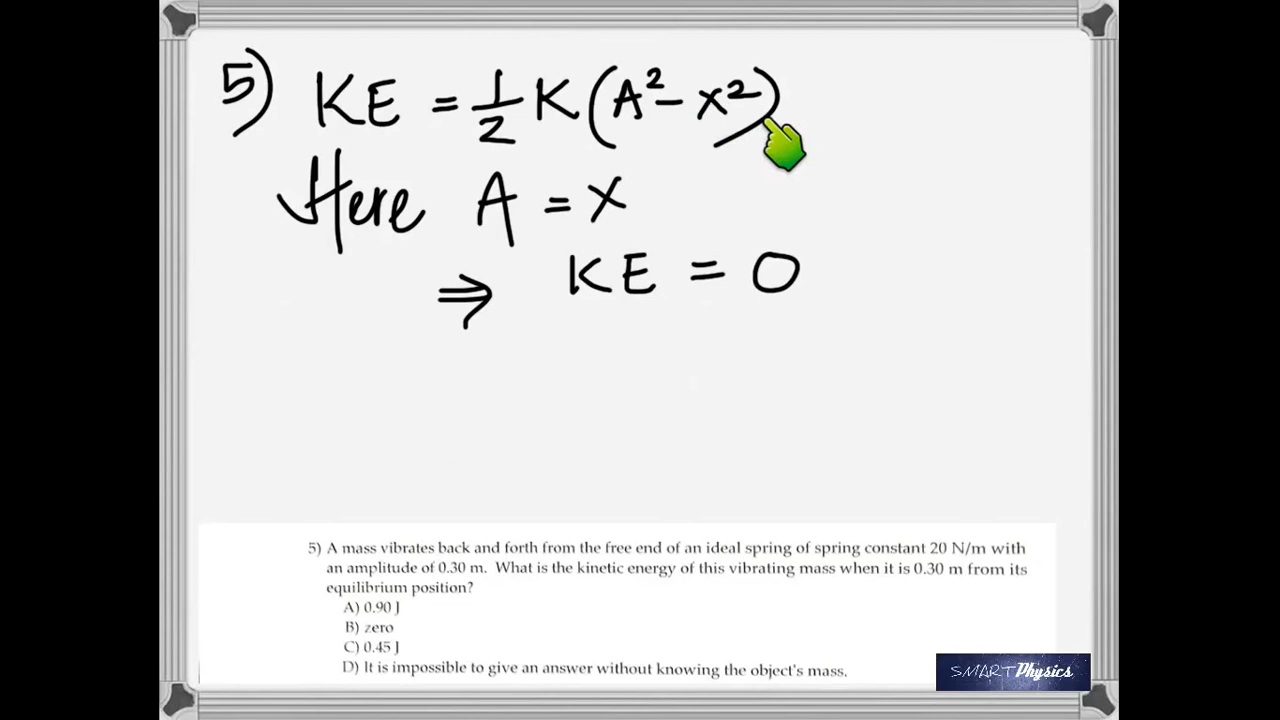 5) KE = 1/2 K (A² - x²)
Here A = x
⇒ KE = 0
5) A mass vibrates back and forth from the free end of an ideal spring of spring constant 20 N/m with
an amplitude of 0.30 m. What is the kinetic energy of this vibrating mass when it is 0.30 m from its
equilibrium position?
A) 0.90 J
B) zero
C) 0.45 J
D) It is impossible to give an answer without knowing the object's mass.
SMART Physics